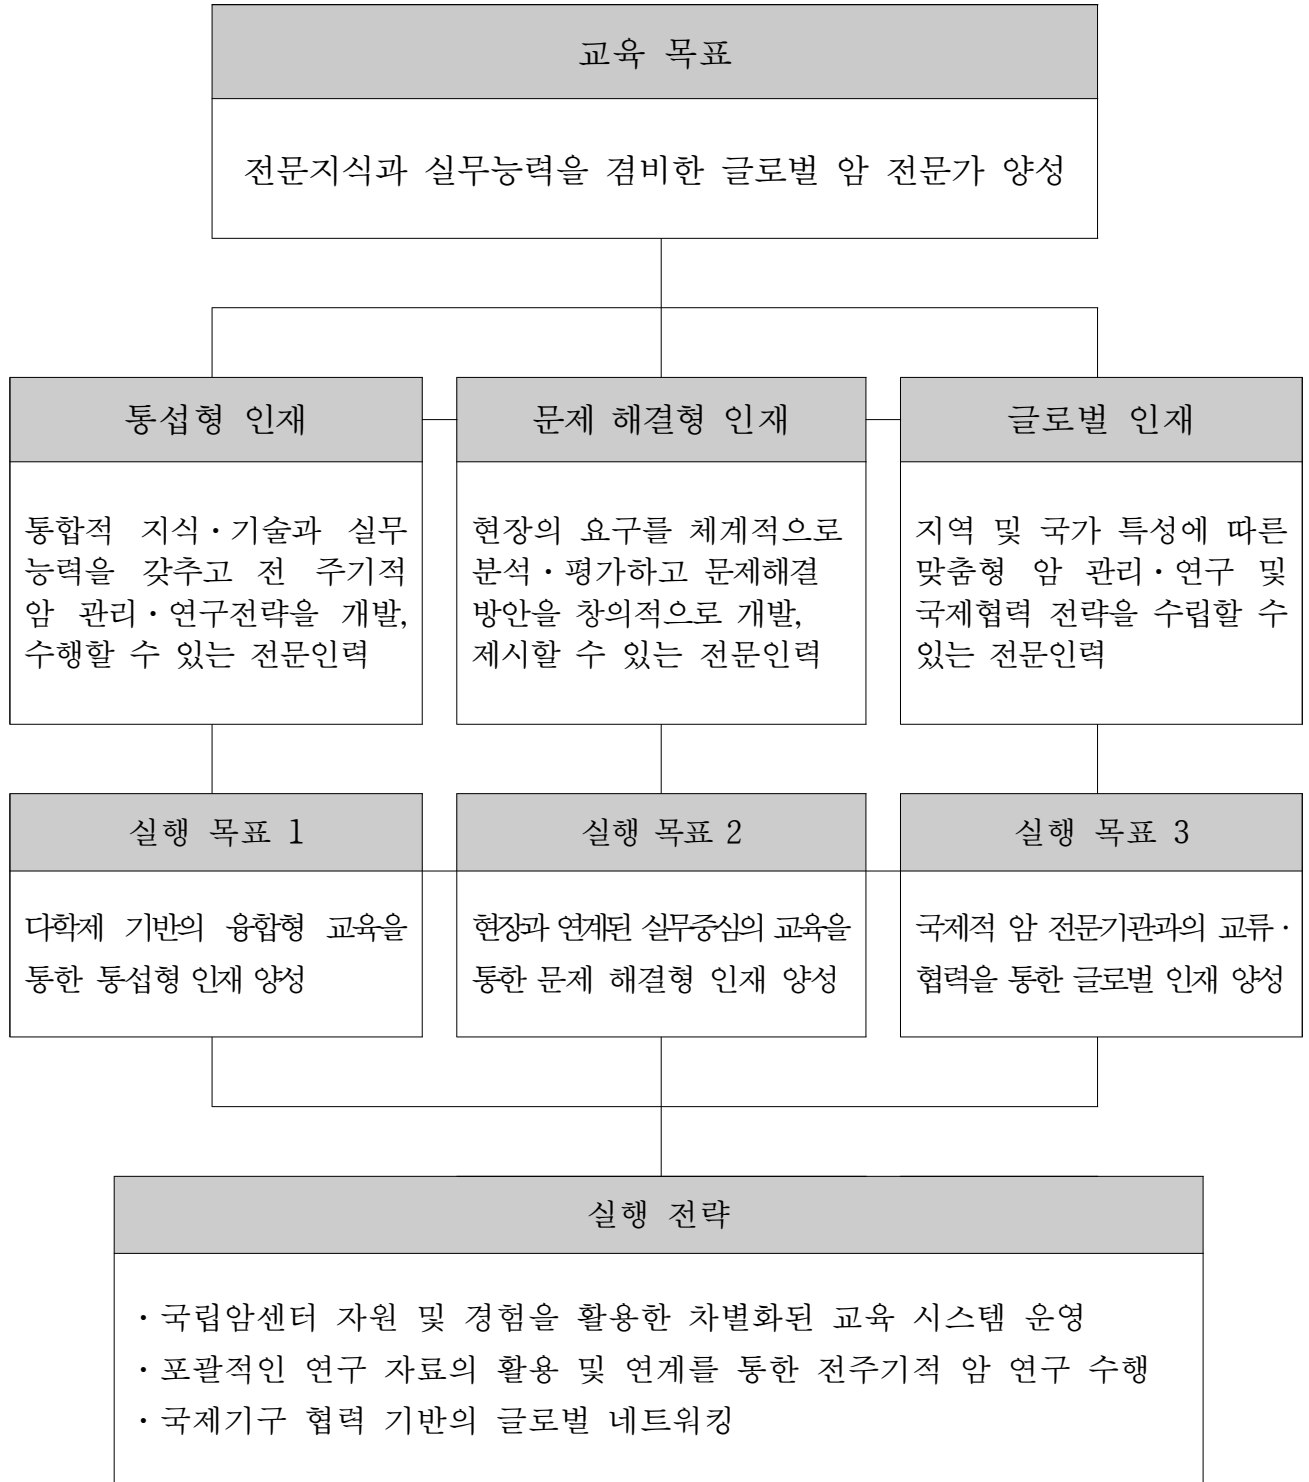 교육 목표
전문지식과 실무능력을 겸비한 글로벌 암 전문가 양성
통섭형 인재
통합적 지식·기술과 실무
능력을 갖추고 전 주기적
암 관리·연구전략을 개발,
수행할 수 있는 전문인력
문제 해결형 인재
현장의 요구를 체계적으로
분석·평가하고 문제해결
방안을 창의적으로 개발,
제시할 수 있는 전문인력
글로벌 인재
지역 및 국가 특성에 따른
맞춤형 암 관리·연구 및
국제협력 전략을 수립할 수
있는 전문인력
실행 목표 1
다학제 기반의 융합형 교육을
통한 통섭형 인재 양성
실행 목표 2
현장과 연계된 실무중심의 교육을
통한 문제 해결형 인재 양성
실행 목표 3
국제적 암 전문기관과의 교류·
협력을 통한 글로벌 인재 양성
실행 전략
·국립암센터 자원 및 경험을 활용한 차별화된 교육 시스템 운영
·포괄적인 연구 자료의 활용 및 연계를 통한 전주기적 암 연구 수행
·국제기구 협력 기반의 글로벌 네트워킹